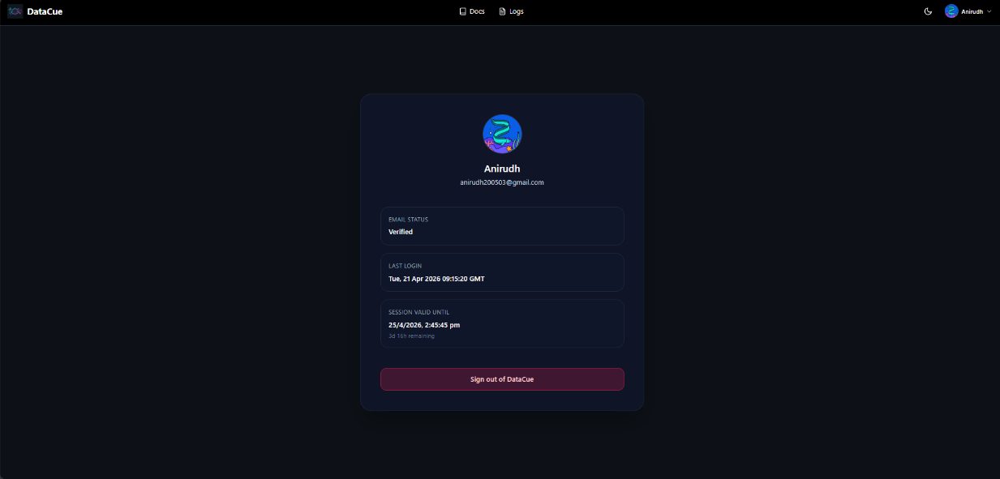 DataCue
Docs
Logs
Anirudh
Anirudh
anirudh200503@gmail.com
EMAIL STATUS
Verified
LAST LOGIN
Tue, 21 Apr 2026 09:15:20 GMT
SESSION VALID UNTIL
25/4/2026, 2:45:45 pm
3d 16h remaining
Sign out of DataCue